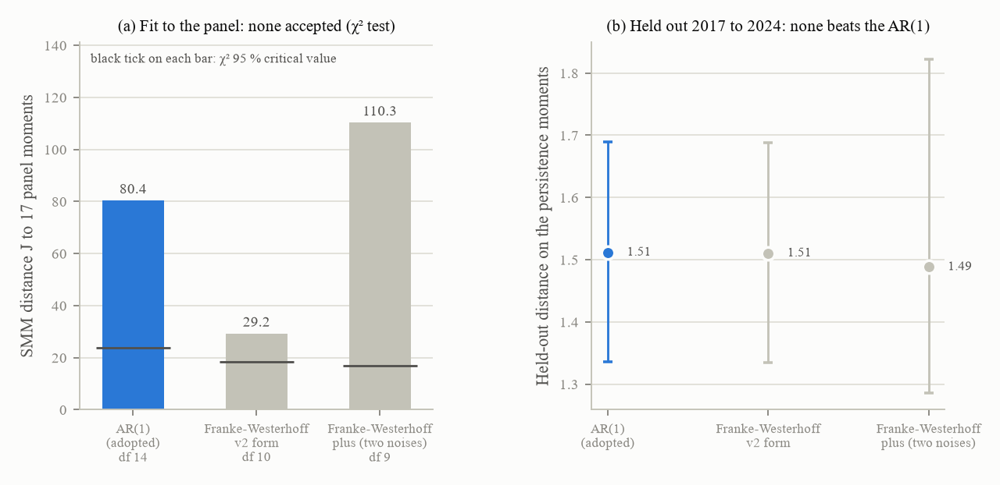 (a) Fit to the panel: none accepted (χ² test)
black tick on each bar: χ² 95 % critical value
SMM distance J to 17 panel moments
140
120
100
80
60
40
20
0
80.4
29.2
110.3
AR(1)
(adopted)
df 14
Franke-Westerhoff
v2 form
df 10
Franke-Westerhoff
plus (two noises)
df 9
(b) Held out 2017 to 2024: none beats the AR(1)
Held-out distance on the persistence moments
1.8
1.7
1.6
1.5
1.4
1.3
1.51
1.51
1.49
AR(1)
(adopted)
Franke-Westerhoff
v2 form
Franke-Westerhoff
plus (two noises)